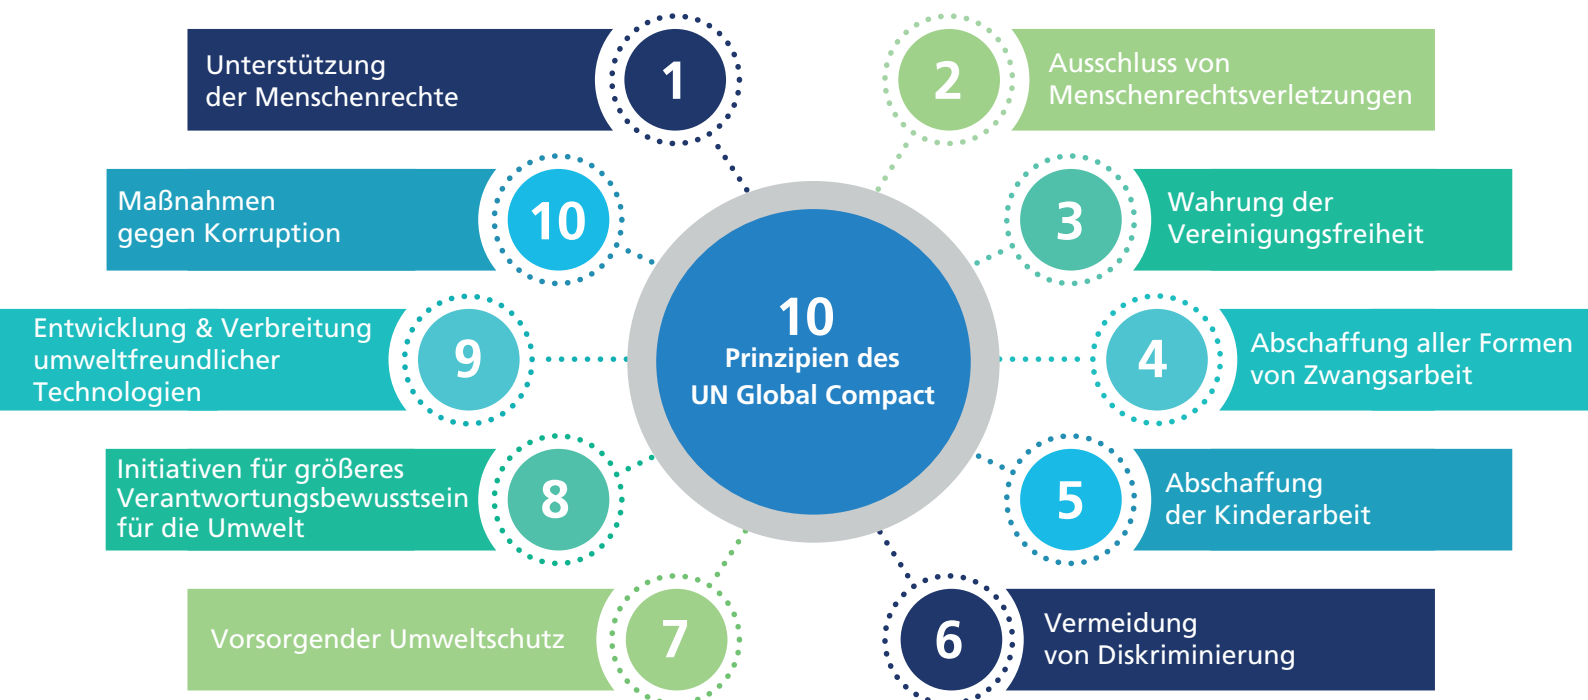 10
Prinzipien des
UN Global Compact
1
Unterstützung
der Menschenrechte
2
Ausschluss von
Menschenrechtsverletzungen
3
Wahrung der
Vereinigungsfreiheit
4
Abschaffung aller Formen
von Zwangsarbeit
5
Abschaffung
der Kinderarbeit
6
Vermeidung
von Diskriminierung
7
Vorsorgender Umweltschutz
8
Initiativen für größeres
Verantwortungsbewusstsein
für die Umwelt
9
Entwicklung & Verbreitung
umweltfreundlicher
Technologien
10
Maßnahmen
gegen Korruption